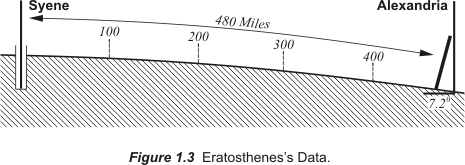 Syene
Alexandria
480 Miles
100
200
300
400
7.2°
Figure 1.3 Eratosthenes's Data.